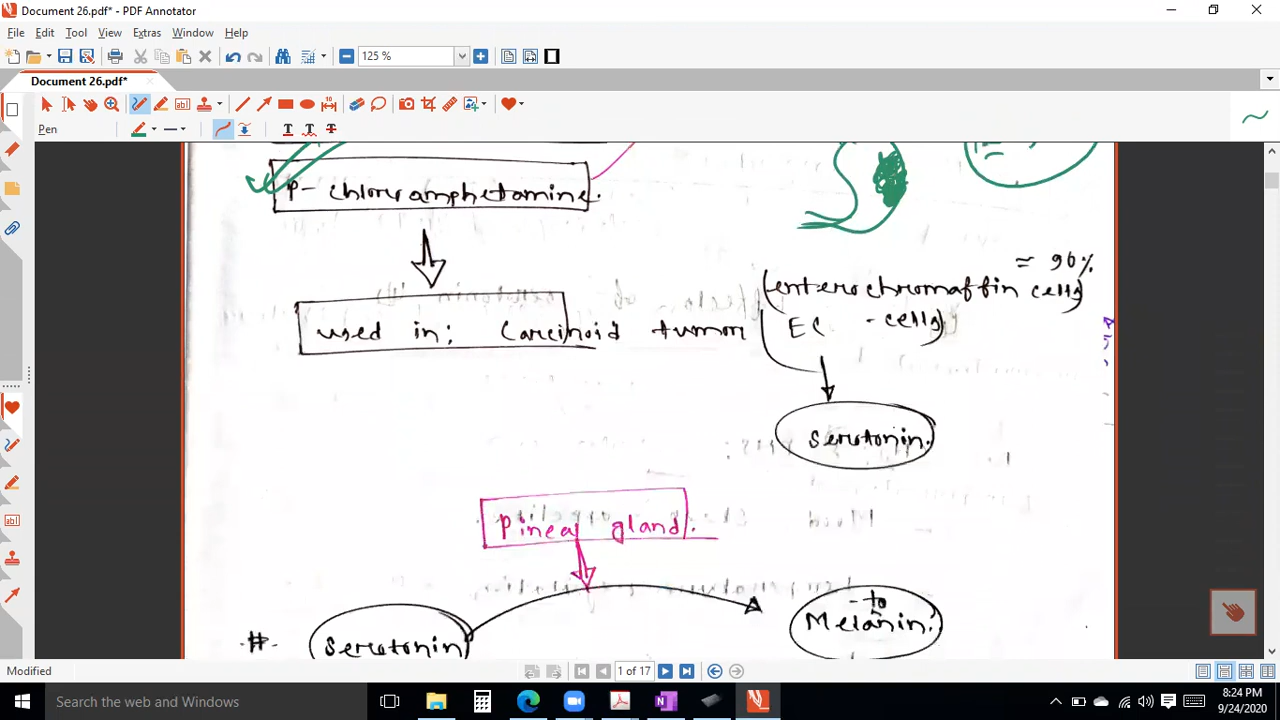 Document 26.pdf* - PDF Annotator
File Edit Tool View Extras Window Help
125 %
Document 26.pdf*
Pen
P- chloroamphetamine.
≈ 90%
(enterochromaffin cells
used in: Carcinoid tumor
EC - cells)
Serotonin.
Pineal gland.
-to
Melanin.
# Serotonin
Modified
1 of 17
Search the web and Windows
8:24 PM
9/24/2020